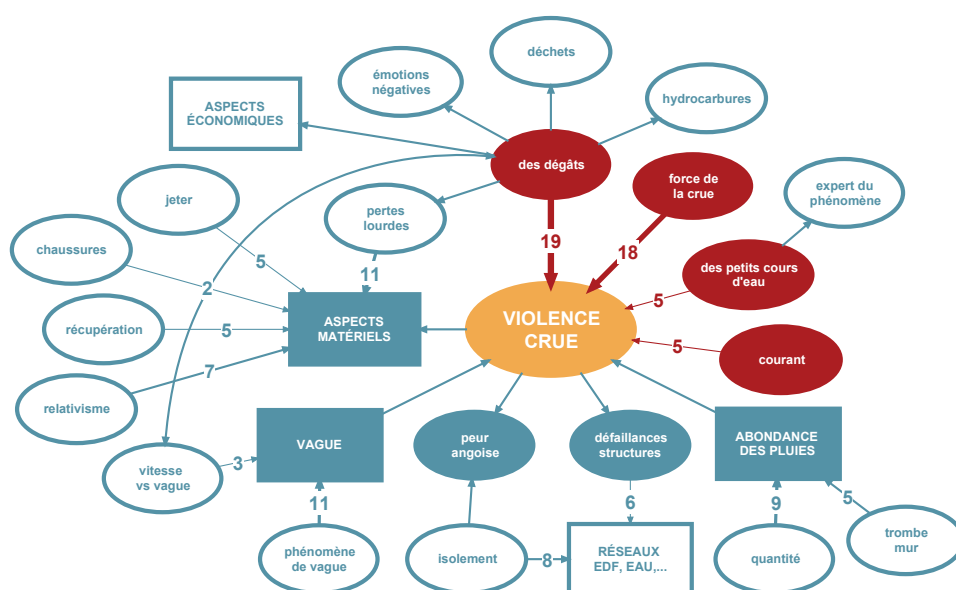 déchets
émotions
négatives
hydrocarbures
ASPECTS
ÉCONOMIQUES
des dégâts
force de
la crue
expert du
phénomène
jeter
pertes
lourdes
chaussures
19
18
5
11
des petits cours
d'eau
2
5
récupération
5
ASPECTS
MATÉRIELS
VIOLENCE
CRUE
5
courant
7
relativisme
VAGUE
peur
angoise
défaillances
structures
ABONDANCE
DES PLUIES
vitesse
vs vague
3
11
6
9
5
phénomène
de vague
isolement
8
RÉSEAUX
EDF, EAU,...
quantité
trombe
mur